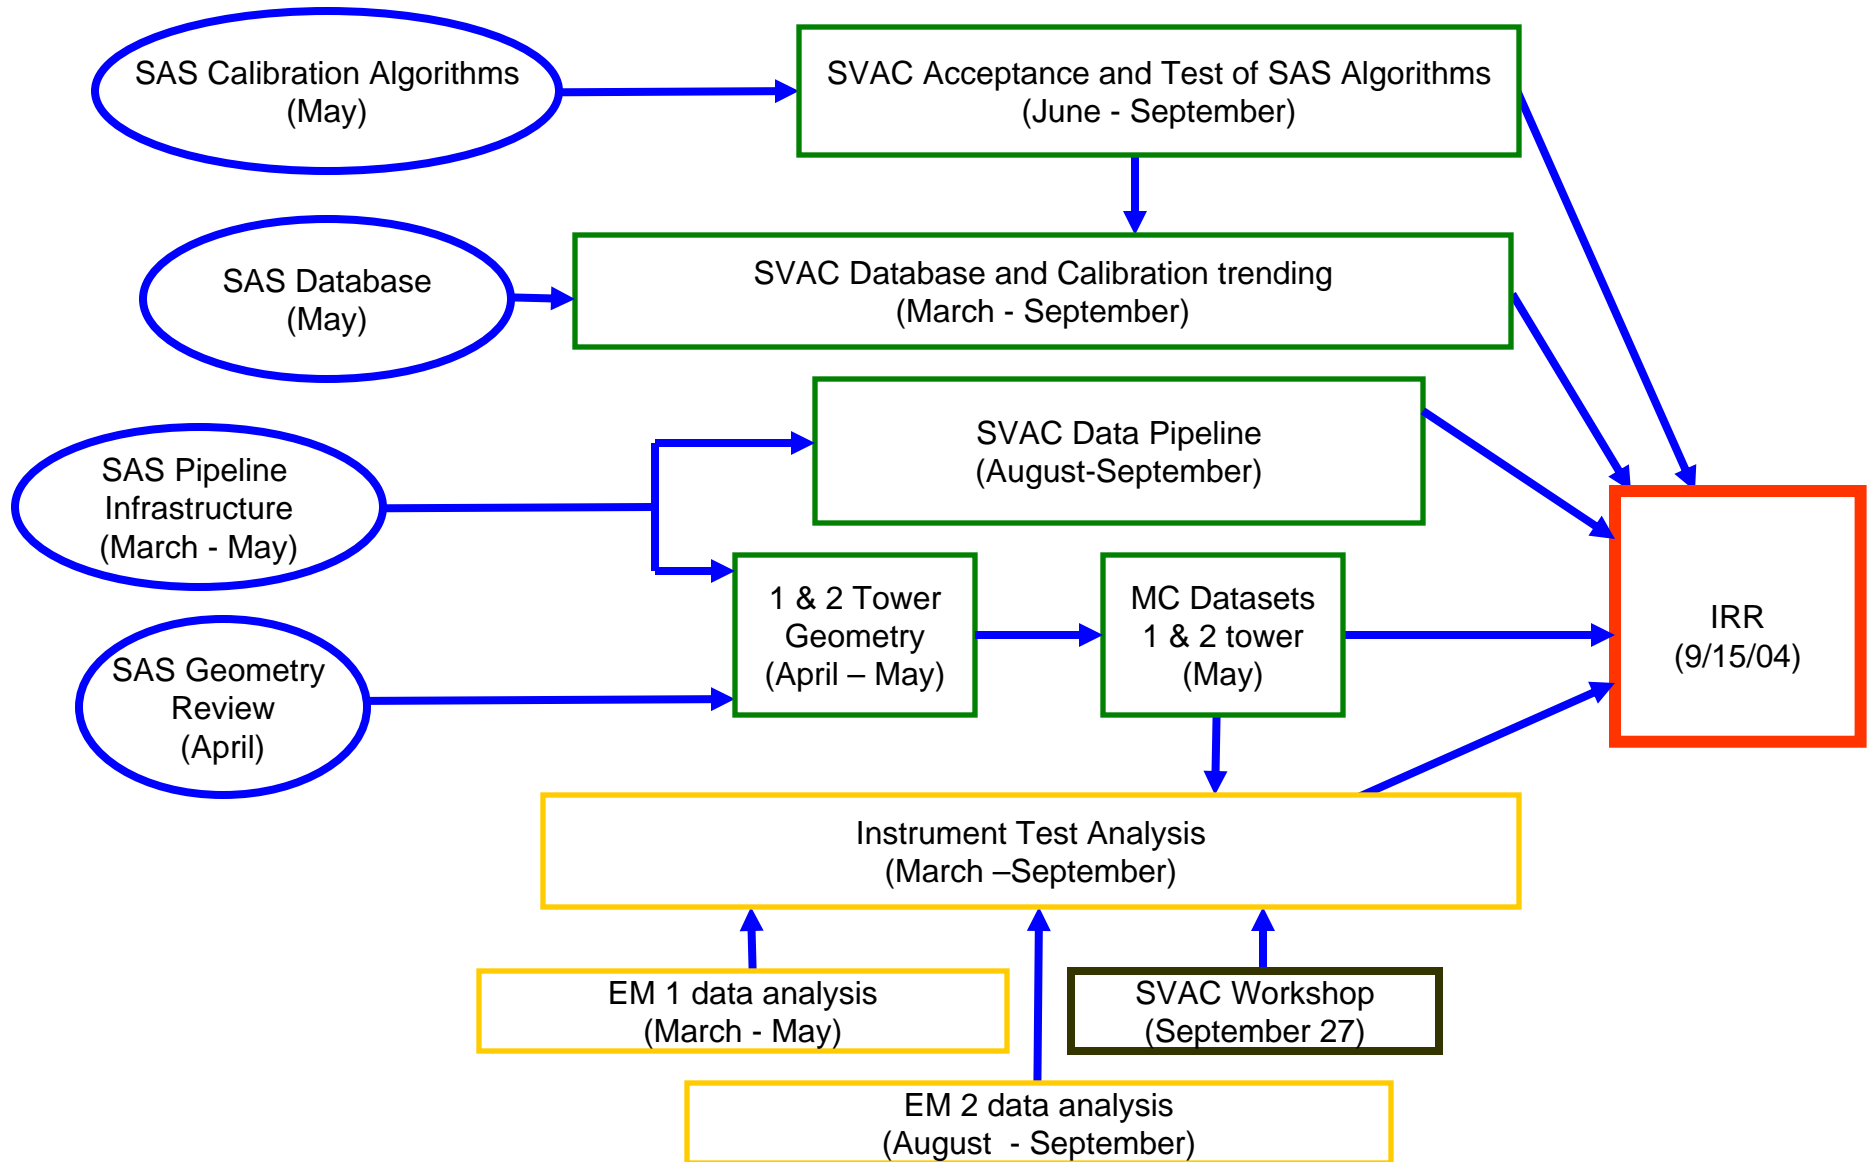 SAS Calibration Algorithms
(May)
SVAC Acceptance and Test of SAS Algorithms
(June - September)
SAS Database
(May)
SVAC Database and Calibration trending
(March - September)
SAS Pipeline
Infrastructure
(March - May)
SVAC Data Pipeline
(August-September)
1 & 2 Tower
Geometry
(April – May)
MC Datasets
1 & 2 tower
(May)
IRR
(9/15/04)
SAS Geometry
Review
(April)
Instrument Test Analysis
(March –September)
EM 1 data analysis
(March - May)
SVAC Workshop
(September 27)
EM 2 data analysis
(August  - September)